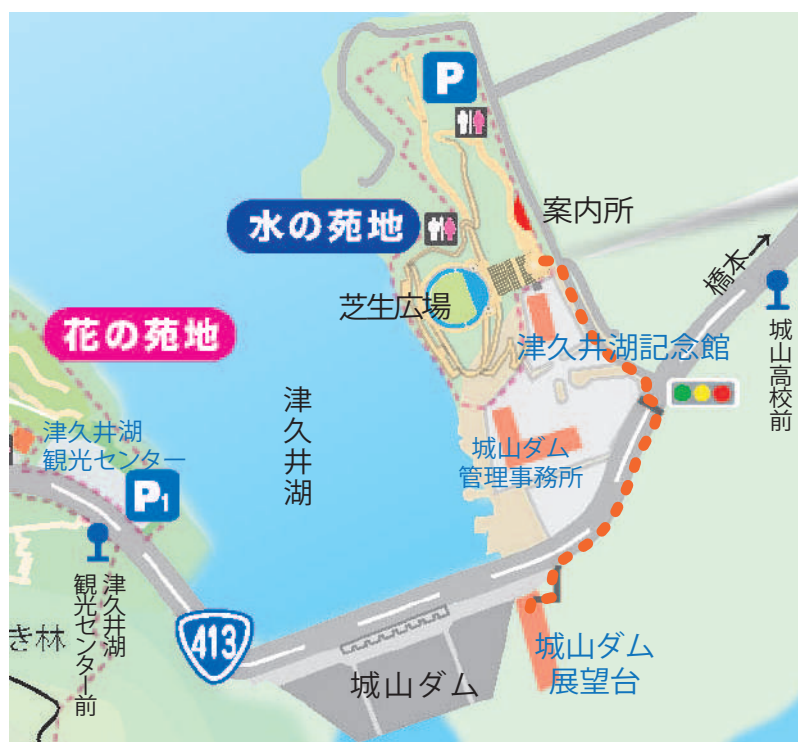 P
水の苑地
案内所
橋本
芝生広場
城山高校前
花の苑地
津久井湖記念館
津久井湖
津久井湖
観光センター
城山ダム
管理事務所
P1
津久井湖
観光センター前
き林
413
城山ダム
城山ダム
展望台